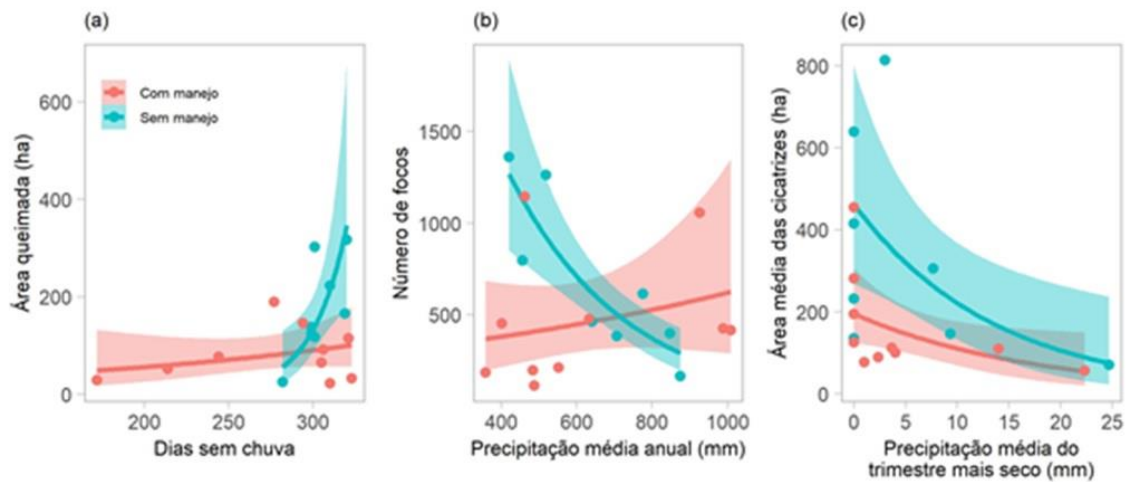 (a)
Área queimada (ha)
600
400
200
0
Com manejo
Sem manejo
200
250
300
Dias sem chuva
(b)
Número de focos
1500
1000
500
400
600
800
1000
Precipitação média anual (mm)
(c)
Área média das cicatrizes (ha)
800
600
400
200
0
0
5
10
15
20
25
Precipitação média do
trimestre mais seco (mm)